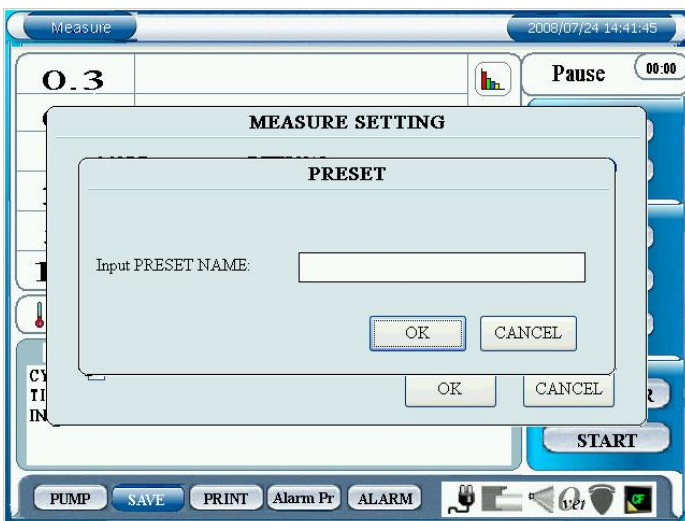 Measure
2008/07/24 14:41:45
0.3
Pause
00:00
MEASURE SETTING
PRESET
Input PRESET NAME:
OK
CANCEL
OK
CANCEL
START
PUMP
SAVE
PRINT
Alarm Pr
ALARM
CF